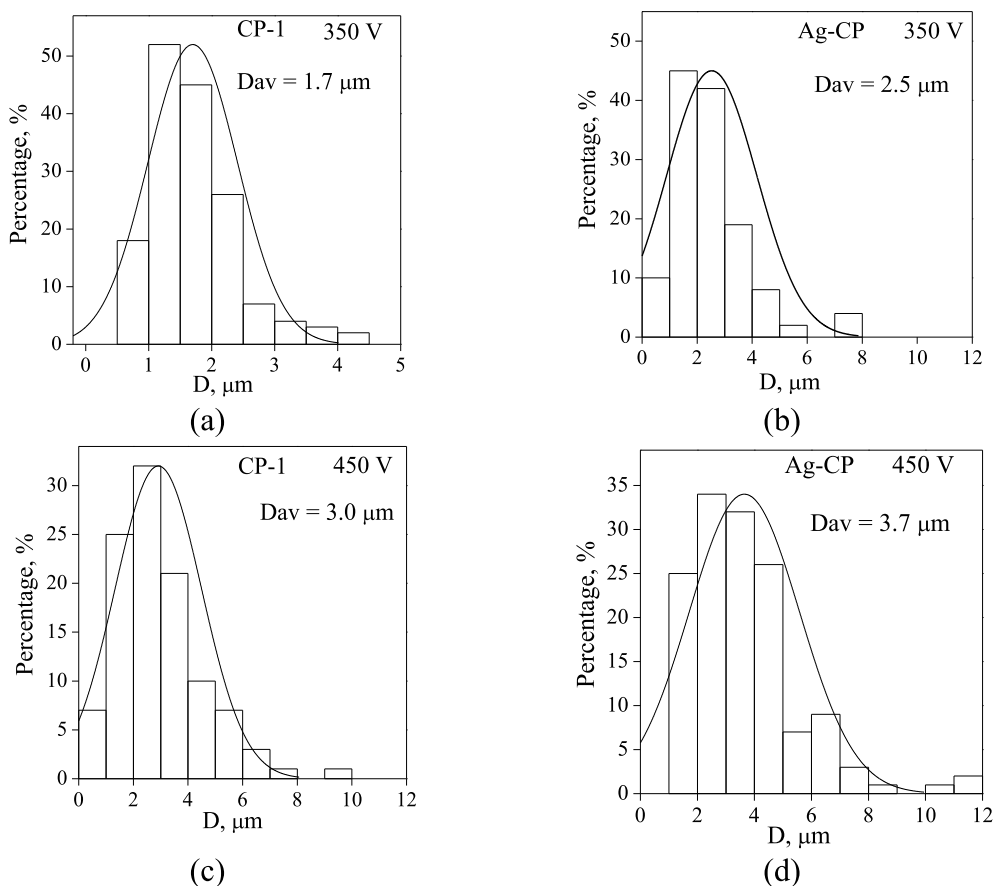 CP-1 350 V
Dav = 1.7 μm
Percentage, %
50
40
30
20
10
0
0 1 2 3 4 5
D, μm
(a)
Ag-CP 350 V
Dav = 2.5 μm
Percentage, %
50
40
30
20
10
0
0 2 4 6 8 10 12
D, μm
(b)
CP-1 450 V
Dav = 3.0 μm
Percentage, %
30
25
20
15
10
5
0
0 2 4 6 8 10 12
D, μm
(c)
Ag-CP 450 V
Dav = 3.7 μm
Percentage, %
35
30
25
20
15
10
5
0
0 2 4 6 8 10 12
D, μm
(d)